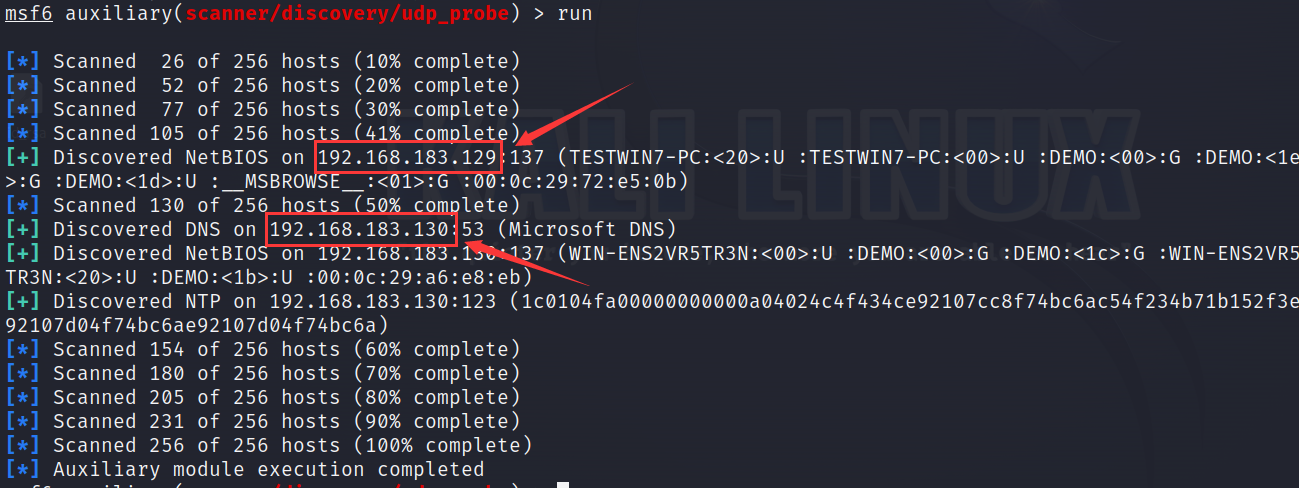 msf6 auxiliary(scanner/discovery/udp_probe) > run
[*] Scanned  26 of 256 hosts (10% complete)
[*] Scanned  52 of 256 hosts (20% complete)
[*] Scanned  77 of 256 hosts (30% complete)
[*] Scanned 105 of 256 hosts (41% complete)
[+] Discovered NetBIOS on 192.168.183.129:137 (TESTWIN7-PC:<20>:U :TESTWIN7-PC:<00>:U :DEMO:<00>:G :DEMO:<1e
>:G :DEMO:<1d>:U :__MSBROWSE__:<01>:G :00:0c:29:72:e5:0b)
[*] Scanned 130 of 256 hosts (50% complete)
[+] Discovered DNS on 192.168.183.130:53 (Microsoft DNS)
[+] Discovered NetBIOS on 192.168.183.130:137 (WIN-ENS2VR5TR3N:<00>:U :DEMO:<00>:G :DEMO:<1c>:G :WIN-ENS2VR5
TR3N:<20>:U :DEMO:<1b>:U :00:0c:29:a6:e8:eb)
[+] Discovered NTP on 192.168.183.130:123 (1c0104fa00000000000a04024c4f434ce92107cc8f74bc6ac54f234b71b152f3e
92107d04f74bc6ae92107d04f74bc6a)
[*] Scanned 154 of 256 hosts (60% complete)
[*] Scanned 180 of 256 hosts (70% complete)
[*] Scanned 205 of 256 hosts (80% complete)
[*] Scanned 231 of 256 hosts (90% complete)
[*] Scanned 256 of 256 hosts (100% complete)
[*] Auxiliary module execution completed
KALI LINUX